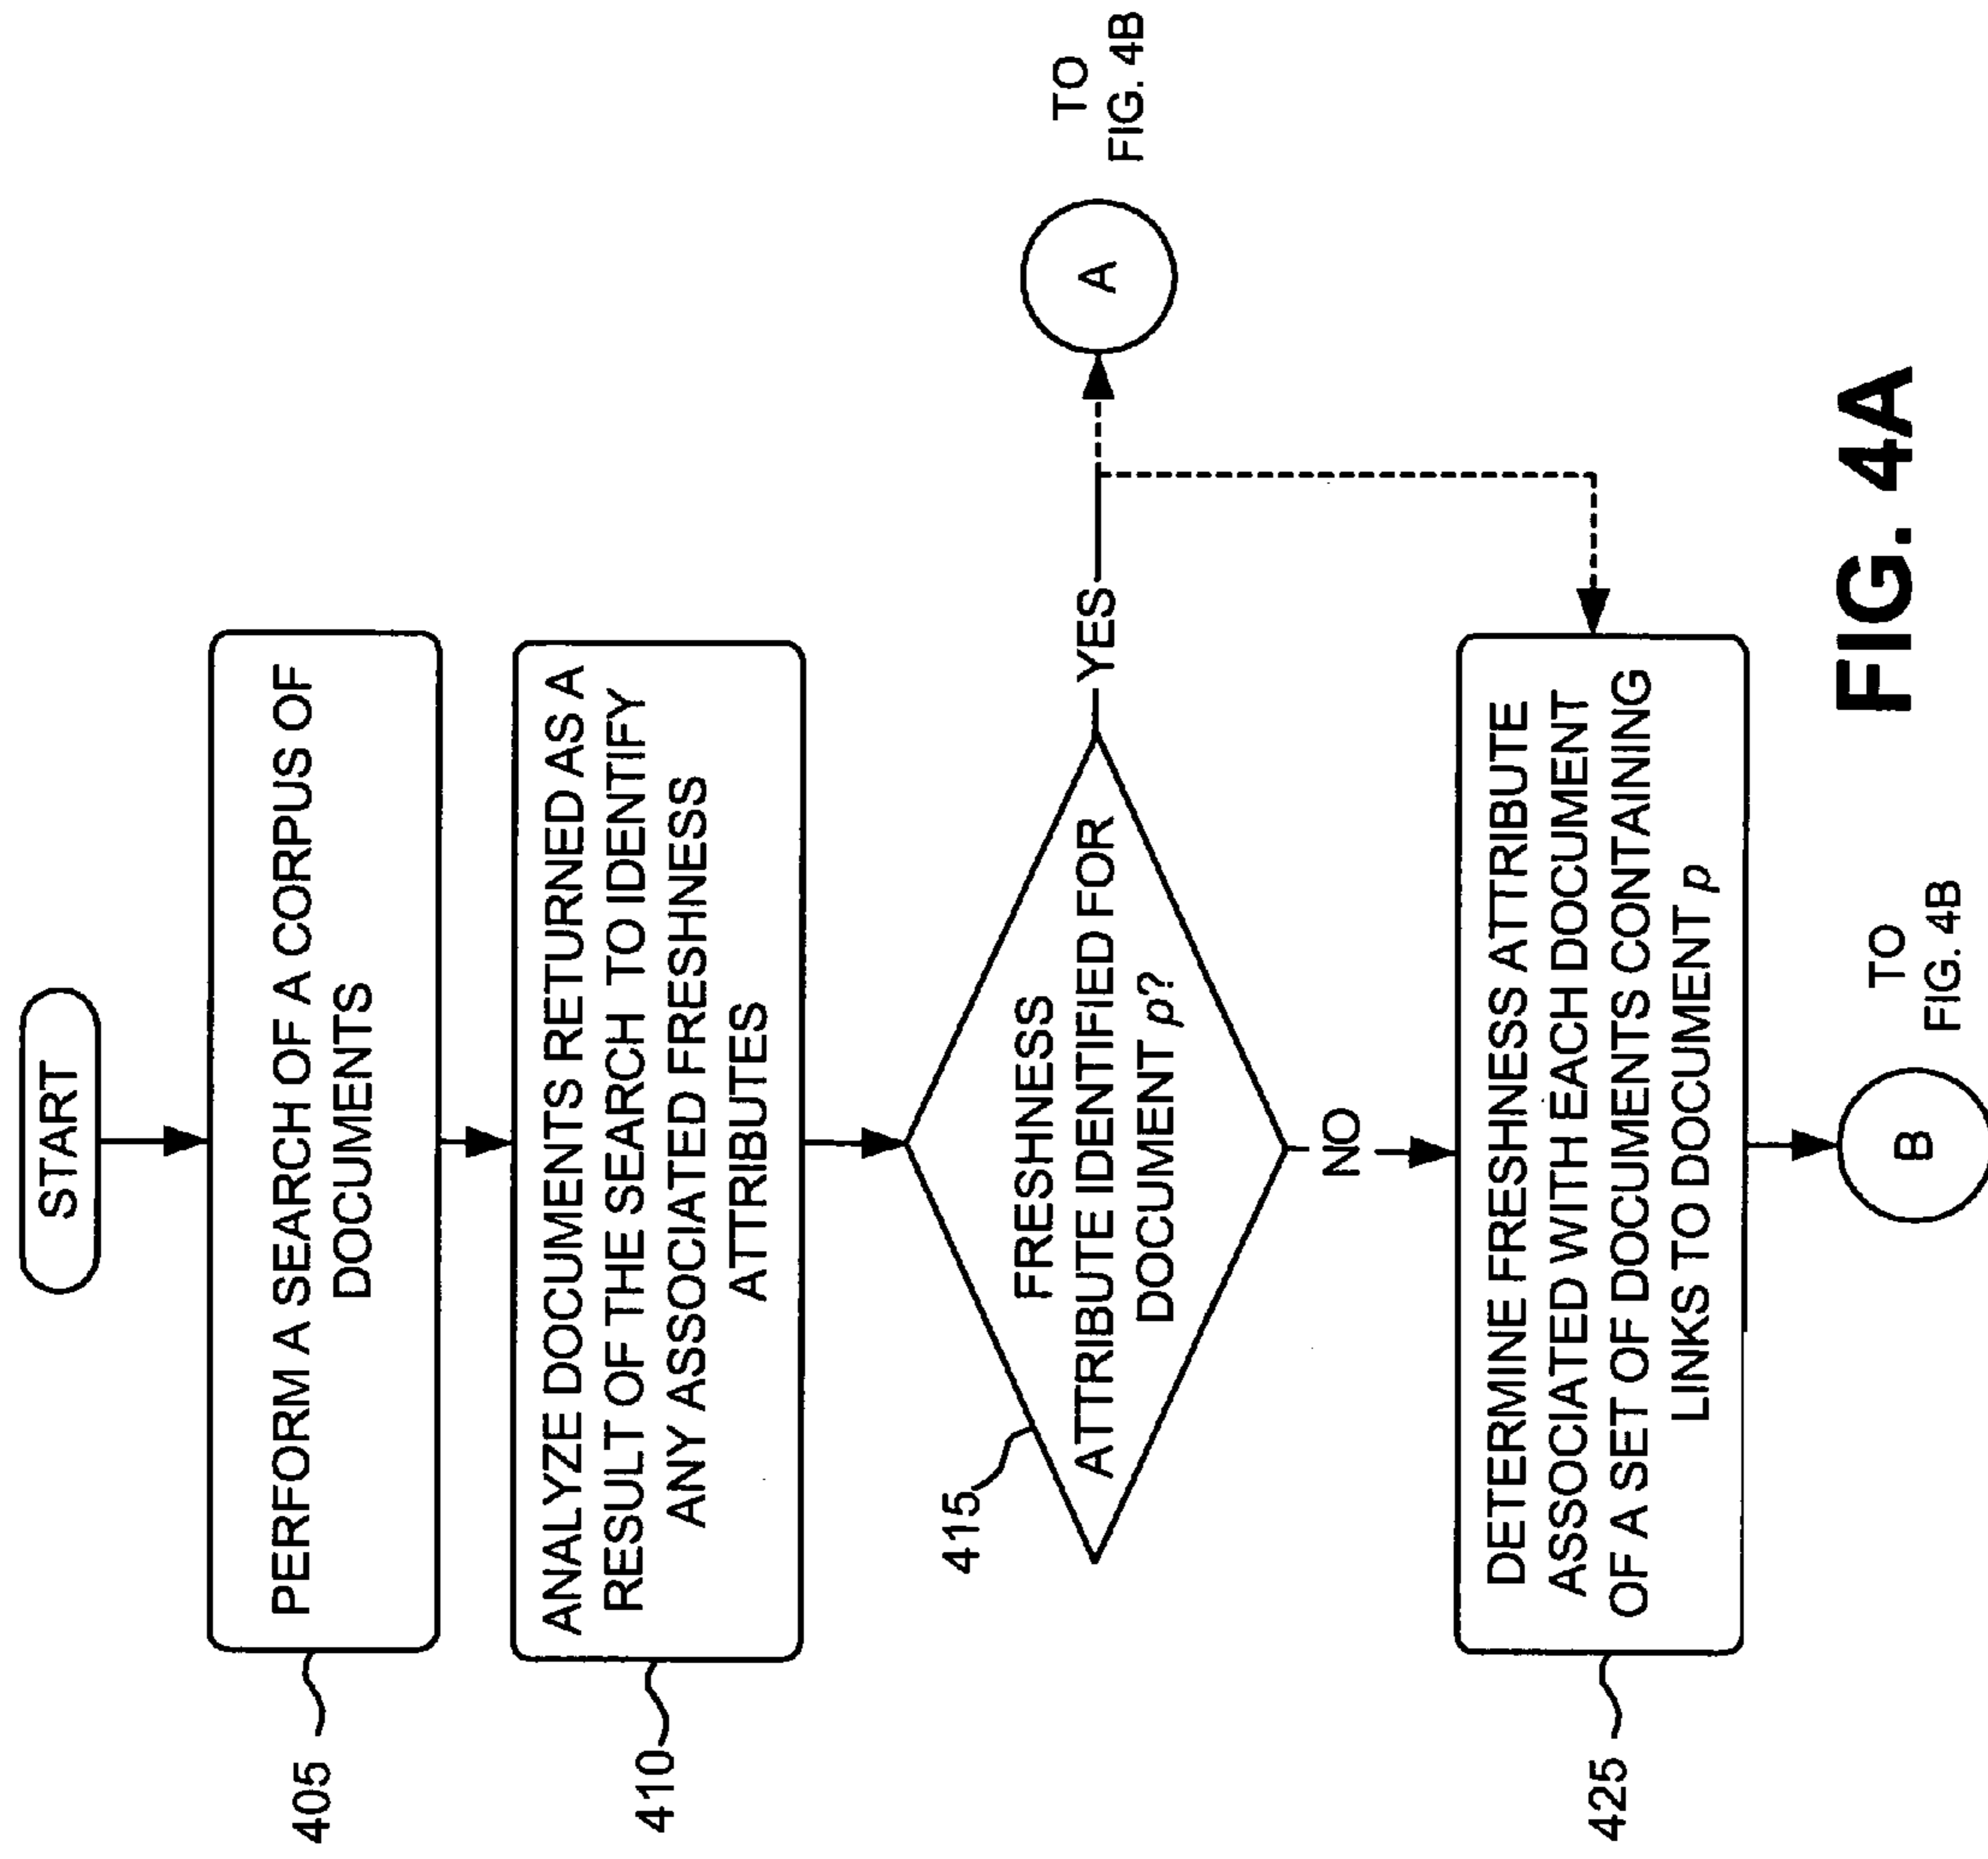 START
405
PERFORM A SEARCH OF A CORPUS OF
DOCUMENTS
410
ANALYZE DOCUMENTS RETURNED AS A
RESULT OF THE SEARCH TO IDENTIFY
ANY ASSOCIATED FRESHNESS
ATTRIBUTES
415
FRESHNESS
ATTRIBUTE IDENTIFIED FOR
DOCUMENT p?
YES
A
TO
FIG. 4B
NO
425
DETERMINE FRESHNESS ATTRIBUTE
ASSOCIATED WITH EACH DOCUMENT
OF A SET OF DOCUMENTS CONTAINING
LINKS TO DOCUMENT p
B
TO
FIG. 4B
FIG. 4A